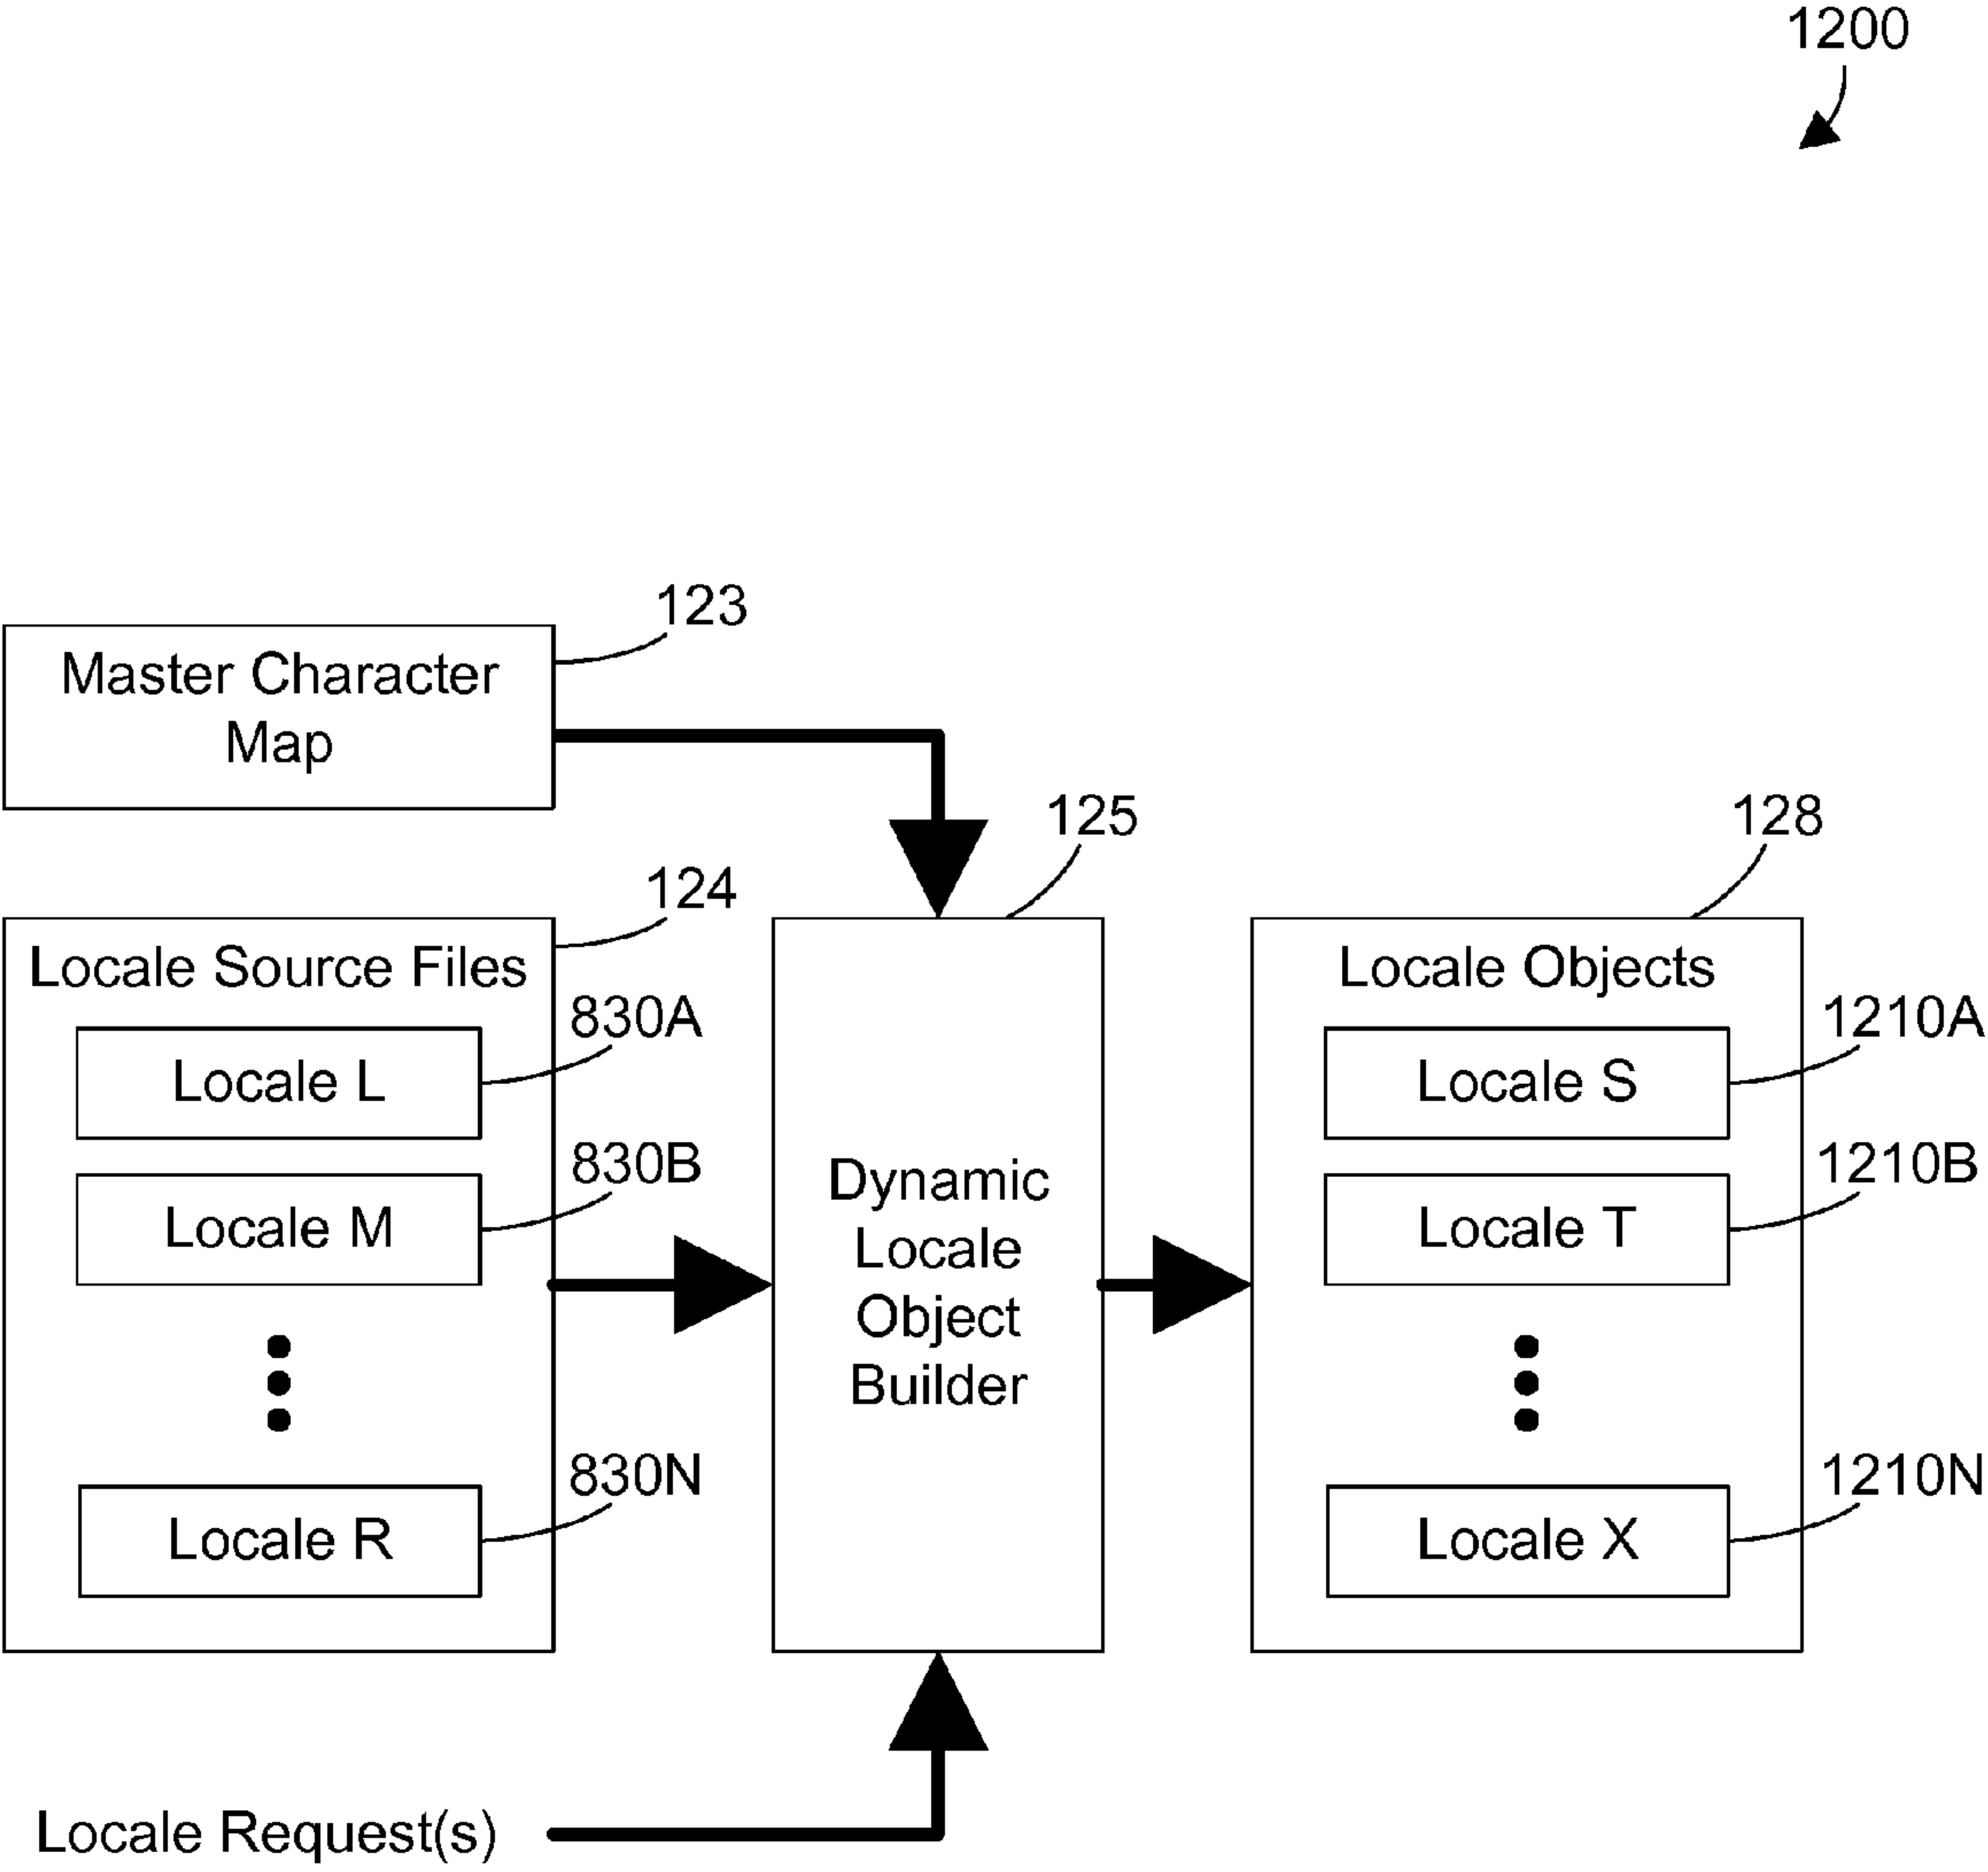 1200
123
Master Character
Map
125
128
124
Locale Source Files
Locale Objects
830A
1210A
Locale L
Locale S
830B
1210B
Dynamic
Locale
Object
Builder
Locale M
Locale T
830N
1210N
Locale R
Locale X
Locale Request(s)